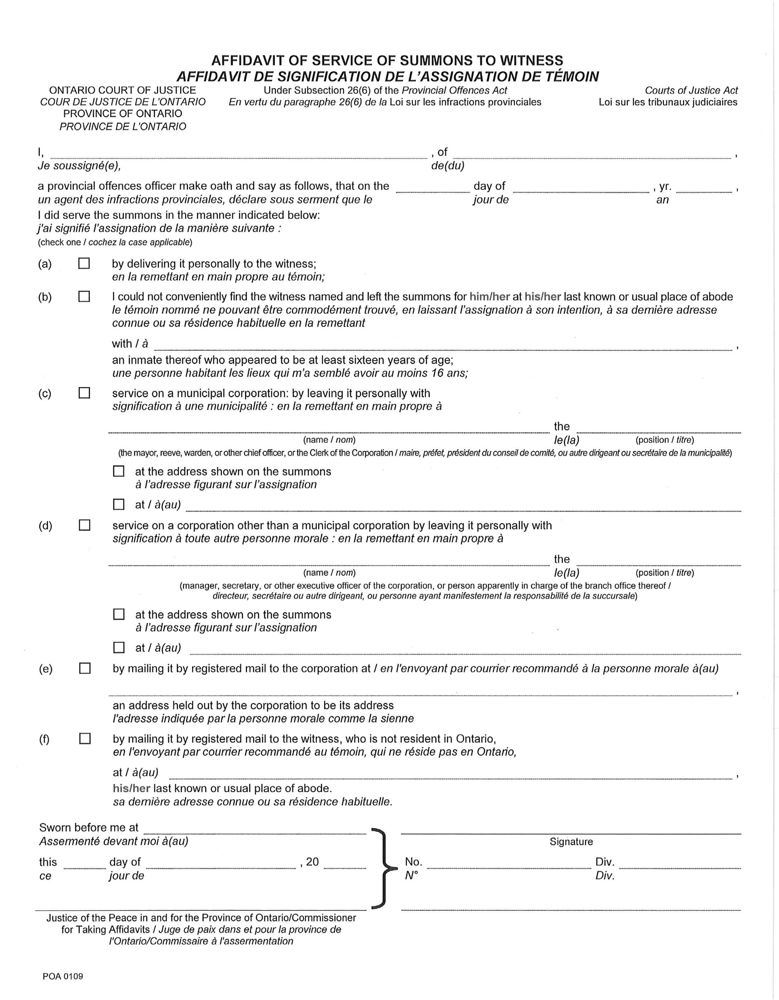 AFFIDAVIT OF SERVICE OF SUMMONS TO WITNESS
AFFIDAVIT DE SIGNIFICATION DE L'ASSIGNATION DE TÉMOIN
ONTARIO COURT OF JUSTICE
COUR DE JUSTICE DE L'ONTARIO
PROVINCE OF ONTARIO
PROVINCE DE L'ONTARIO
Under Subsection 26(6) of the Provincial Offences Act
En vertu du paragraphe 26(6) de la Loi sur les infractions provinciales
Courts of Justice Act
Loi sur les tribunaux judiciaires
I, , of ,
Je soussigné(e), de(du)
a provincial offences officer make oath and say as follows, that on the day of , yr. ,
un agent des infractions provinciales, déclare sous serment que le jour de an
I did serve the summons in the manner indicated below:
j'ai signifié l'assignation de la manière suivante :
(check one / cochez la case applicable)
(a) by delivering it personally to the witness;
en la remettant en main propre au témoin;
(b) I could not conveniently find the witness named and left the summons for him/her at his/her last known or usual place of abode
le témoin nommé ne pouvant être commodément trouvé, en laissant l'assignation à son intention, à sa dernière adresse
connue ou sa résidence habituelle en la remettant
with / à ,
an inmate thereof who appeared to be at least sixteen years of age;
une personne habitant les lieux qui m'a semblé avoir au moins 16 ans;
(c) service on a municipal corporation: by leaving it personally with
signification à une municipalité : en la remettant en main propre à
the
(name / nom) le(la) (position / titre)
(the mayor, reeve, warden, or other chief officer, or the Clerk of the Corporation / maire, préfet, président du conseil de comité, ou autre dirigeant ou secrétaire de la municipalité)
at the address shown on the summons
à l'adresse figurant sur l'assignation
at / à(au)
(d) service on a corporation other than a municipal corporation by leaving it personally with
signification à toute autre personne morale : en la remettant en main propre à
the
(name / nom) le(la) (position / titre)
(manager, secretary, or other executive officer of the corporation, or person apparently in charge of the branch office thereof /
directeur, secrétaire ou autre dirigeant, ou personne ayant manifestement la responsabilité de la succursale)
at the address shown on the summons
à l'adresse figurant sur l'assignation
at / à(au)
(e) by mailing it by registered mail to the corporation at / en l'envoyant par courrier recommandé à la personne morale à(au)
,
an address held out by the corporation to be its address
l'adresse indiquée par la personne morale comme la sienne
(f) by mailing it by registered mail to the witness, who is not resident in Ontario,
en l'envoyant par courrier recommandé au témoin, qui ne réside pas en Ontario,
at / à(au) ,
his/her last known or usual place of abode.
sa dernière adresse connue ou sa résidence habituelle.
Sworn before me at
Assermenté devant moi à(au)
Signature
this day of , 20
ce jour de
No. Div.
N° Div.
Justice of the Peace in and for the Province of Ontario/Commissioner
for Taking Affidavits / Juge de paix dans et pour la province de
l'Ontario/Commissaire à l'assermentation
POA 0109